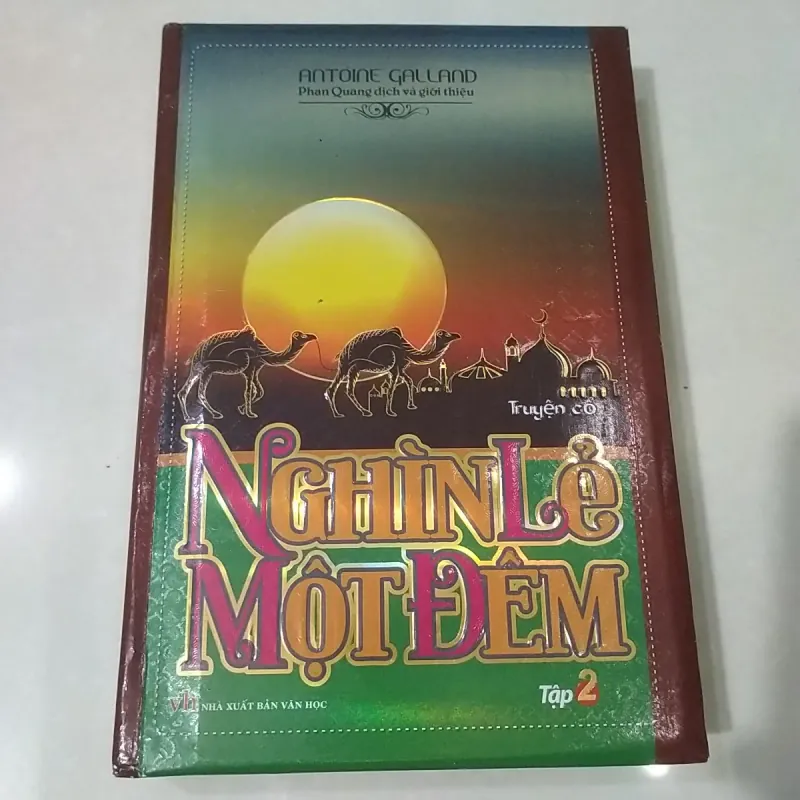 ANTOINE GALLAND
Phan Quang dịch và giới thiệu
Truyện cổ
NGHÌN LẺ
MỘT ĐÊM
Tập 2
vh NHÀ XUẤT BẢN VĂN HỌC